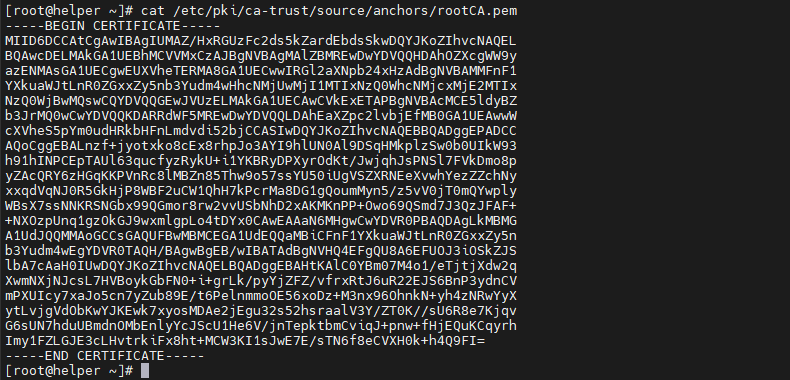 [root@helper ~]# cat /etc/pki/ca-trust/source/anchors/rootCA.pem
-----BEGIN CERTIFICATE-----
MIID6DCCAtCgAwIBAgIUMAZ/HxRGUzFc2ds5kZardEbdsSkwDQYJKoZIhvcNAQEL
BQAwcDELMAkGA1UEBhMCVVMxCzAJBgNVBAgMAlZBMREwDwYDVQQHDAhOZXcgWW9y
azENMAsGA1UECgwEUXVheTERMA8GA1UECwwIRGl2aXNpb24xHzAdBgNVBAMMFnF1
YXkuaWJtLnR0ZGxxZy5nb3Yudm4wHhcNMjUwMjI1MTIxNzQ0WhcNMjcxMjE2MTIx
NzQ0WjBwMQswCQYDVQQGEwJVUzELMAkGA1UECAwCVkExETAPBgNVBAcMCE5ldyBZ
b3JrMQ0wCwYDVQQKDARRdWF5MREwDwYDVQQLDAhEaXZpc2lvbjEfMB0GA1UEAwwW
cXVheS5pYm0udHRkbHFnLmdvdi52bjCCASIwDQYJKoZIhvcNAQEBBQADggEPADCC
AQoCggEBALnzf+jyotxko8cEx8rhpJo3AYI9hlUN0Al9DSqHMkplzSw0b0UIkW93
h91hINPCEpTAUl63qucfyzRykU+i1YKBRyDPXyrOdKt/JwjqhJsPNSl7FVkDmo8p
yZAcQRY6zHGqKKPVnRc8lMBZn85Thw9o57ssYU50iUgVSZXRNEeXvwhYezZZchNy
xxqdVqNJ0R5GkHjP8WBF2uCW1QhH7kPcrMa8DG1gQoumMyn5/z5vV0jT0mQYwply
WBsX7ssNNKRSNGbx99QGmor8rw2vvUSbNhD2xAKMKnPP+Owo69QSmd7J3QzJFAF+
+NXOzpUnq1gzOkGJ9wxmlgpLo4tDYx0CAwEAAaN6MHgwCwYDVR0PBAQDAgLkMBMG
A1UdJQQMMAoGCCsGAQUFBwMBMCEGA1UdEQQaMBiCFnF1YXkuaWJtLnR0ZGxxZy5n
b3Yudm4wEgYDVR0TAQH/BAgwBgEB/wIBATAdBgNVHQ4EFgQU8A6EFUOJ3iOSkZJS
lbA7cAaH0IUwDQYJKoZIhvcNAQELBQADggEBAHtKAlC0YBm07M4o1/eTjtjXdw2q
XwmNXjNJcsL7HVBoykGbFN0+i+grLk/pyYjZFZ/vfrxRtJ6uR22EJS6BnP3ydnCV
mPXUIcy7xaJo5cn7yZub89E/t6PelnmmoOE56xoDz+M3nx96OhnkN+yh4zNRwYyX
ytLvjgVdObKwYJKEwk7xyosMDAe2jEgu32s52hsraalV3Y/ZT0K//sU6R8e7Kjqv
G6sUN7hduUBmdnOMbEnlyYcJScU1He6V/jnTepktbmCviqJ+pnw+fHjEQuKCqyrh
Imy1FZLGJE3cLHvtrkiFx8ht+MCW3KI1sJwE7E/sTN6f8eCVXH0k+h4Q9FI=
-----END CERTIFICATE-----
[root@helper ~]#